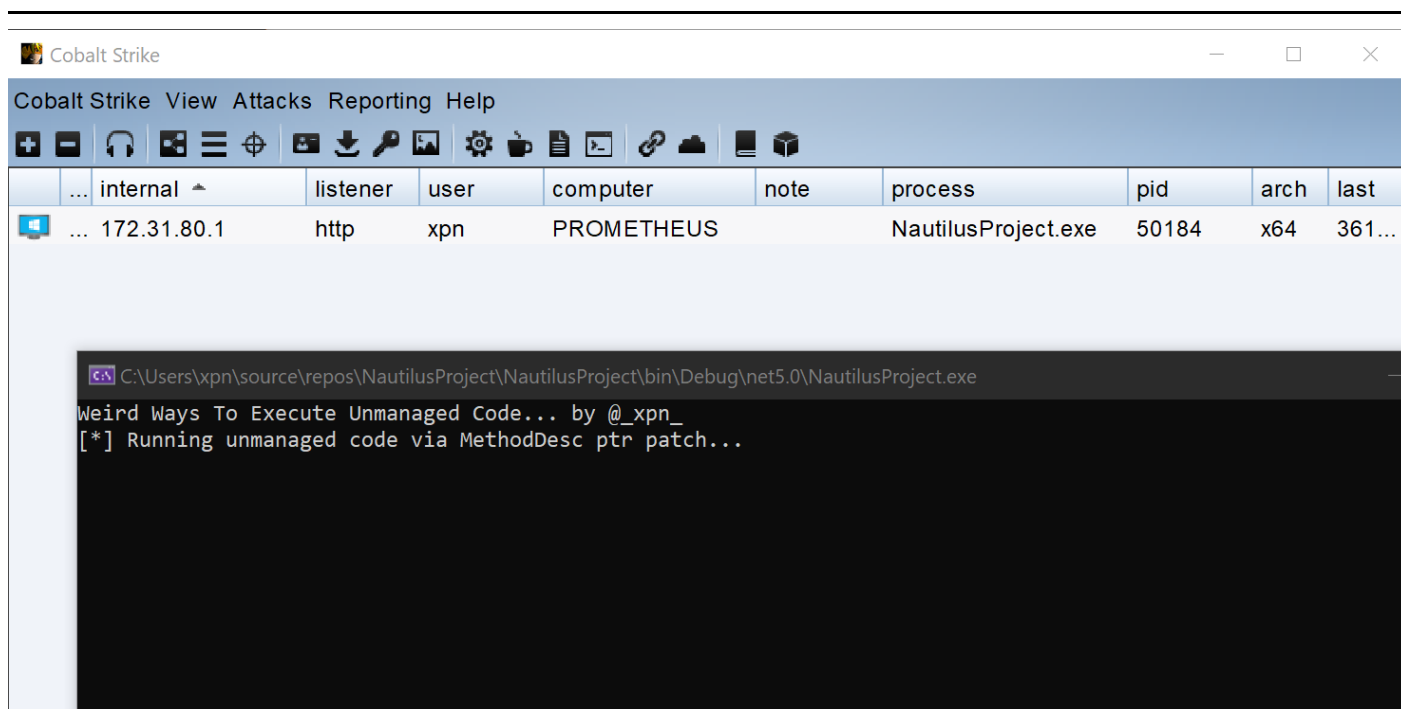 Cobalt Strike
Cobalt Strike View Attacks Reporting Help
... internal listener user computer note process pid arch last
... 172.31.80.1 http xpn PROMETHEUS NautilusProject.exe 50184 x64 361...
C:\Users\xpn\source\repos\NautilusProject\NautilusProject\bin\Debug\net5.0\NautilusProject.exe
Weird Ways To Execute Unmanaged Code... by @_xpn_
[*] Running unmanaged code via MethodDesc ptr patch...